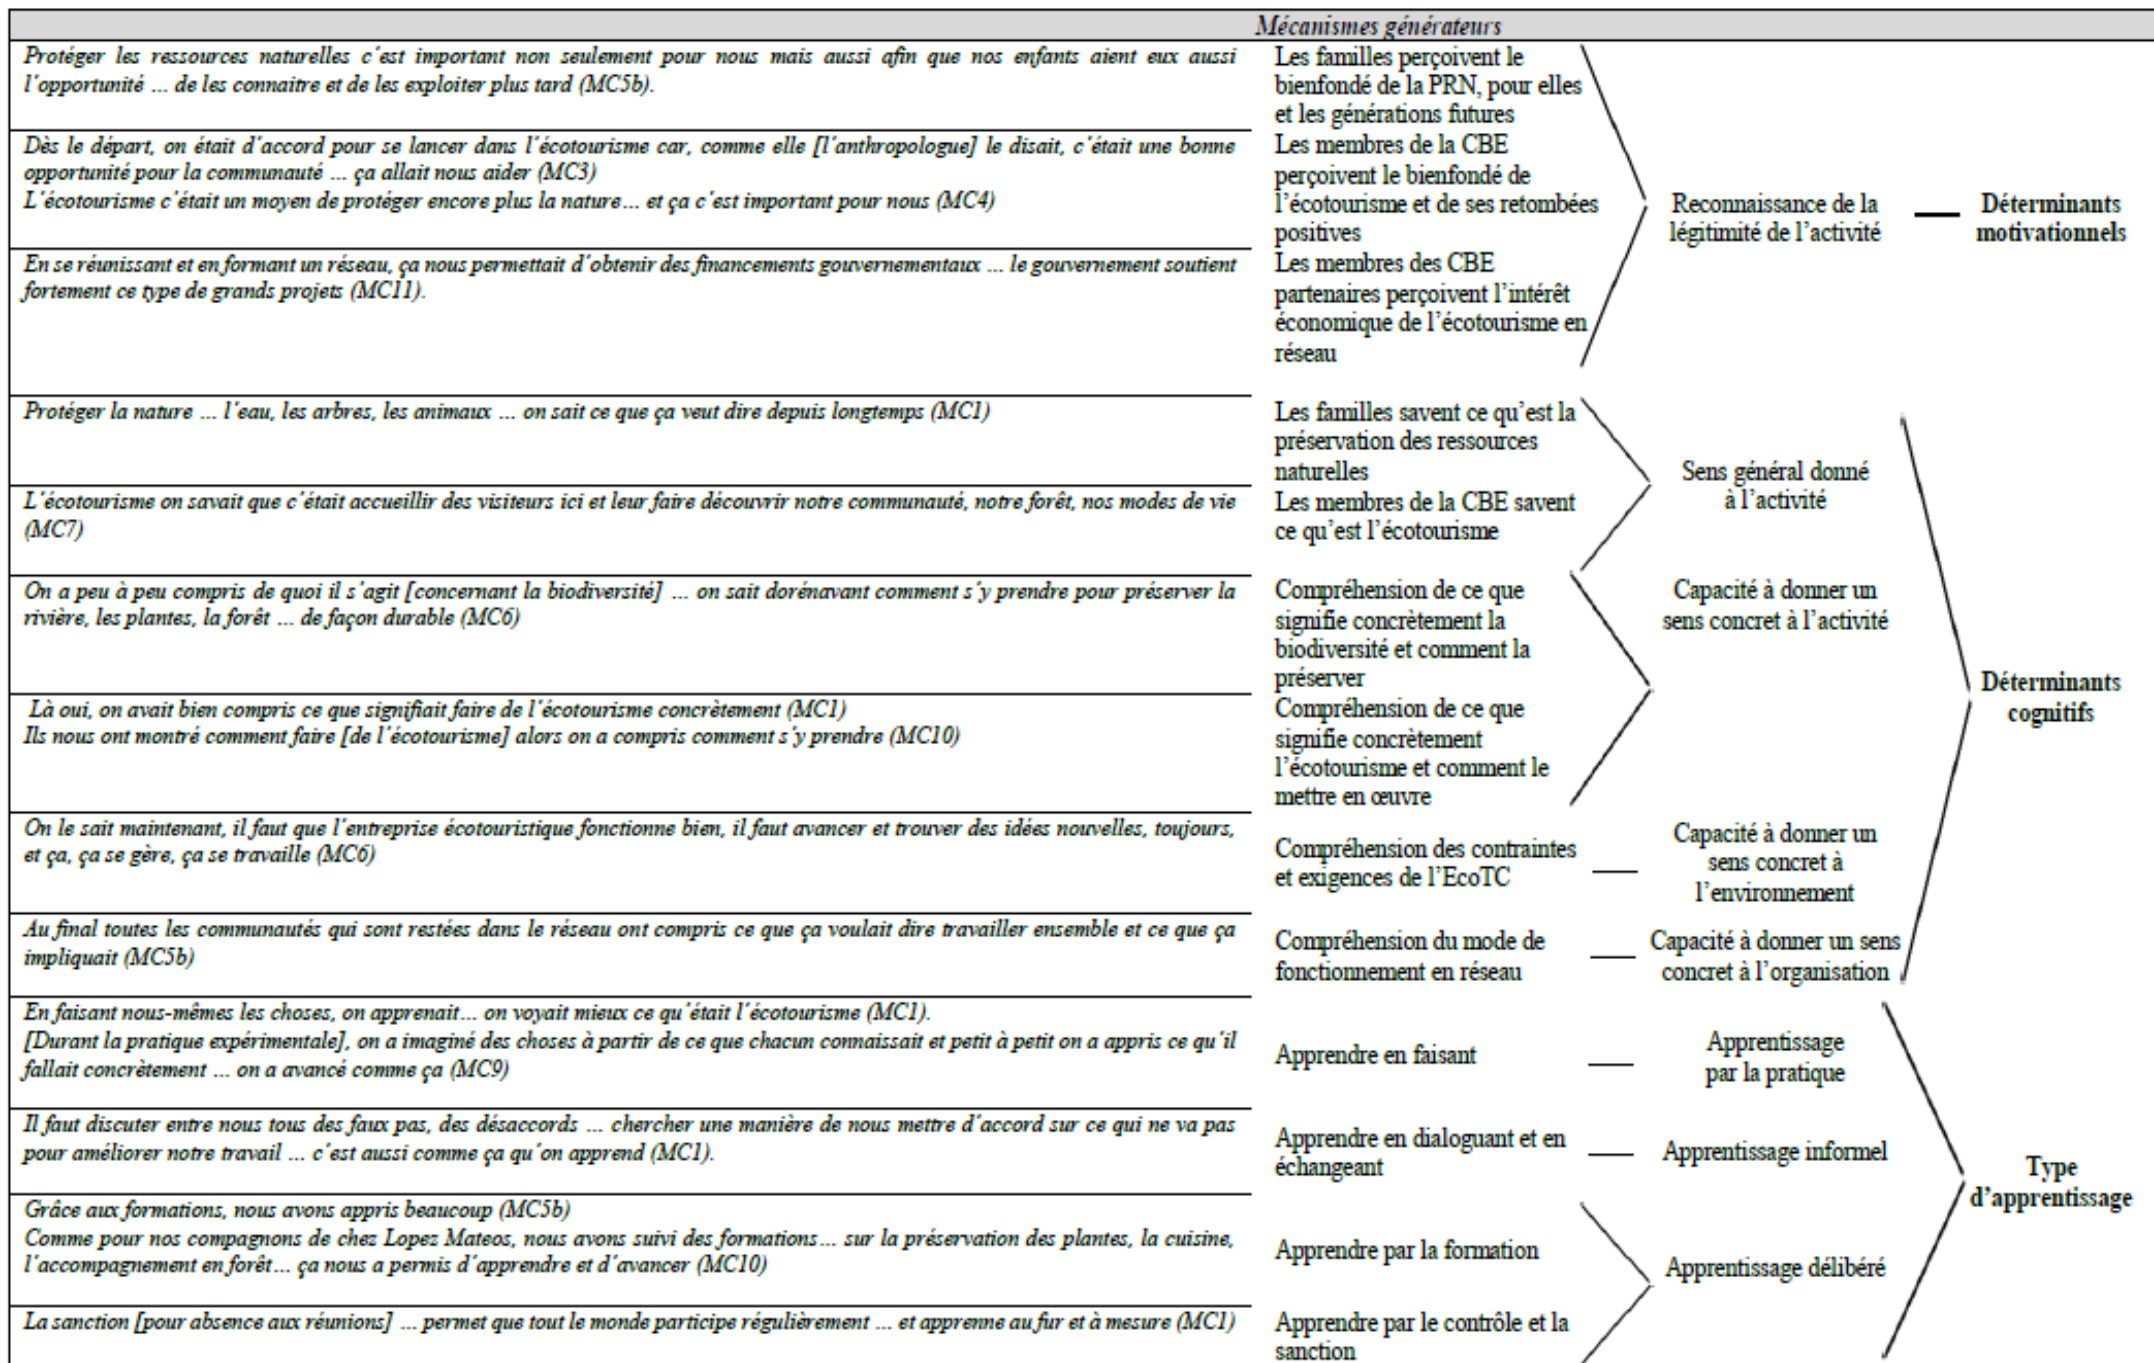 Mécanismes générateurs
Protéger les ressources naturelles c'est important non seulement pour nous mais aussi afin que nos enfants aient eux aussi
l'opportunité … de les connaitre et de les exploiter plus tard (MC5b).
Les familles perçoivent le
bienfondé de la PRN, pour elles
et les générations futures
Dès le départ, on était d'accord pour se lancer dans l'écotourisme car, comme elle [l'anthropologue] le disait, c'était une bonne
opportunité pour la communauté … ça allait nous aider (MC3)
L'écotourisme c'était un moyen de protéger encore plus la nature… et ça c'est important pour nous (MC4)
Les membres de la CBE
perçoivent le bienfondé de
l'écotourisme et de ses retombées
positives
En se réunissant et en formant un réseau, ça nous permettait d'obtenir des financements gouvernementaux … le gouvernement soutient
fortement ce type de grands projets (MC11).
Les membres des CBE
partenaires perçoivent l'intérêt
économique de l'écotourisme en
réseau
Reconnaissance de la
légitimité de l'activité
Déterminants
motivationnels
Protéger la nature … l'eau, les arbres, les animaux … on sait ce que ça veut dire depuis longtemps (MC1)
Les familles savent ce qu'est la
préservation des ressources
naturelles
L'écotourisme on savait que c'était accueillir des visiteurs ici et leur faire découvrir notre communauté, notre forêt, nos modes de vie
(MC7)
Les membres de la CBE savent
ce qu'est l'écotourisme
Sens général donné
à l'activité
On a peu à peu compris de quoi il s'agit [concernant la biodiversité] … on sait dorénavant comment s'y prendre pour préserver la
rivière, les plantes, la forêt … de façon durable (MC6)
Compréhension de ce que
signifie concrètement la
biodiversité et comment la
préserver
Là oui, on avait bien compris ce que signifiait faire de l'écotourisme concrètement (MC1)
Ils nous ont montré comment faire [de l'écotourisme] alors on a compris comment s'y prendre (MC10)
Compréhension de ce que
signifie concrètement
l'écotourisme et comment le
mettre en œuvre
Capacité à donner un
sens concret à l'activité
On le sait maintenant, il faut que l'entreprise écotouristique fonctionne bien, il faut avancer et trouver des idées nouvelles, toujours,
et ça, ça se gère, ça se travaille (MC6)
Compréhension des contraintes
et exigences de l'EcoTC
Capacité à donner un
sens concret à
l'environnement
Au final toutes les communautés qui sont restées dans le réseau ont compris ce que ça voulait dire travailler ensemble et ce que ça
impliquait (MC5b)
Compréhension du mode de
fonctionnement en réseau
Capacité à donner un sens
concret à l'organisation
Déterminants
cognitifs
En faisant nous-mêmes les choses, on apprenait… on voyait mieux ce qu'était l'écotourisme (MC1).
[Durant la pratique expérimentale], on a imaginé des choses à partir de ce que chacun connaissait et petit à petit on a appris ce qu'il
fallait concrètement … on a avancé comme ça (MC9)
Apprendre en faisant
Apprentissage
par la pratique
Il faut discuter entre nous tous des faux pas, des désaccords … chercher une manière de nous mettre d'accord sur ce qui ne va pas
pour améliorer notre travail … c'est aussi comme ça qu'on apprend (MC1).
Apprendre en dialoguant et en
échangeant
Apprentissage informel
Grâce aux formations, nous avons appris beaucoup (MC5b)
Comme pour nos compagnons de chez Lopez Mateos, nous avons suivi des formations… sur la préservation des plantes, la cuisine,
l'accompagnement en forêt… ça nous a permis d'apprendre et d'avancer (MC10)
Apprendre par la formation
La sanction [pour absence aux réunions] … permet que tout le monde participe régulièrement … et apprenne au fur et à mesure (MC1)
Apprendre par le contrôle et la
sanction
Apprentissage délibéré
Type
d'apprentissage